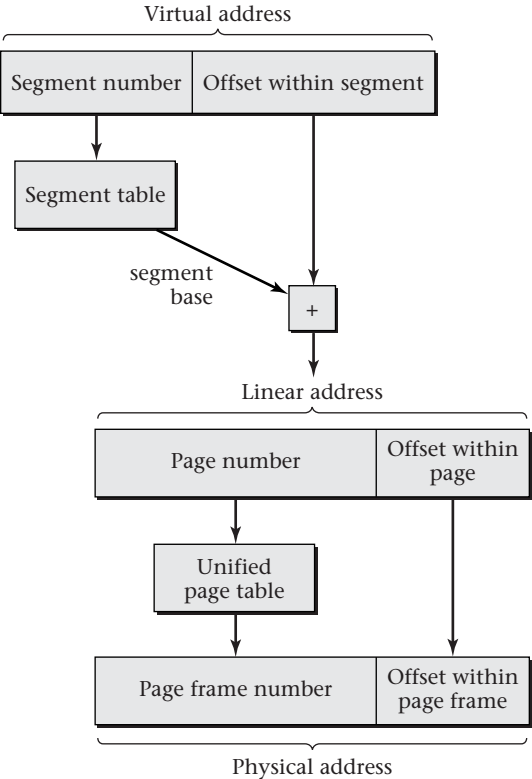 Virtual address
Segment number
Offset within segment
Segment table
segment
base
+
Linear address
Page number
Offset within
page
Unified
page table
Page frame number
Offset within
page frame
Physical address